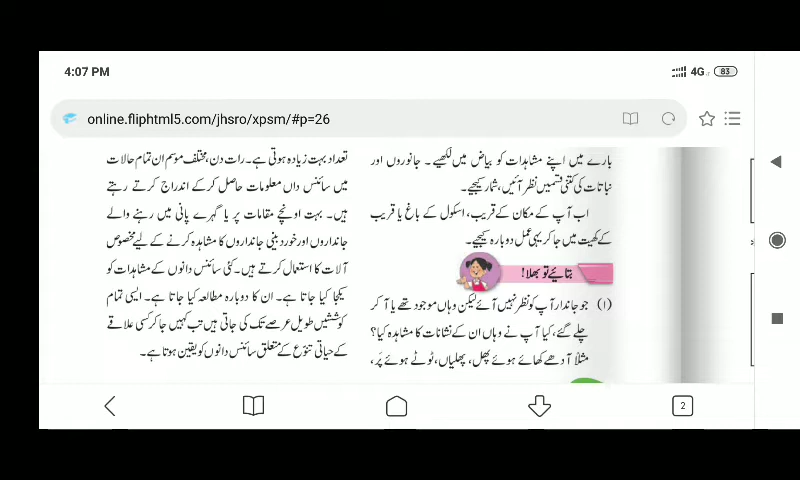 4:07 PM
4G 83
online.fliphtml5.com/jhsro/xpsm/#p=26
بارے میں اپنے مشاہدات کو بیاض میں لکھیے۔ جانوروں اور
نباتات کی کتنی قسمیں نظر آئیں، شمار کیجیے۔
اب آپ کے مکان کے قریب، اسکول کے باغ یا قریب
کے کھیت میں جا کر یہی عمل دوبارہ کیجیے۔
بتائیے تو بھلا!
(۱) جو جاندار آپ کو نظر نہیں آئے لیکن وہاں موجود تھے یا آ کر
چلے گئے، کیا آپ نے وہاں ان کے نشانات کا مشاہدہ کیا؟
مثلاً آدھے کھائے ہوئے پھل، پھلیاں، ٹوٹے ہوئے پَر،
تعداد بہت زیادہ ہوتی ہے۔ رات دن، مختلف موسم ان تمام حالات
میں سائنس داں معلومات حاصل کرکے اندراج کرتے رہتے
ہیں۔ بہت اونچے مقامات پر یا گہرے پانی میں رہنے والے
جانداروں اور خوردبینی جانداروں کا مشاہدہ کرنے کے لیے مخصوص
آلات کا استعمال کرتے ہیں۔ کئی سائنس دانوں کے مشاہدات کو
یکجا کیا جاتا ہے۔ ان کا دوبارہ مطالعہ کیا جاتا ہے۔ ایسی تمام
کوششیں طویل عرصے تک کی جاتی ہیں تب کہیں جا کر کسی علاقے
کے حیاتی تنوّع کے متعلق سائنس دانوں کو یقین ہوتا ہے۔
2